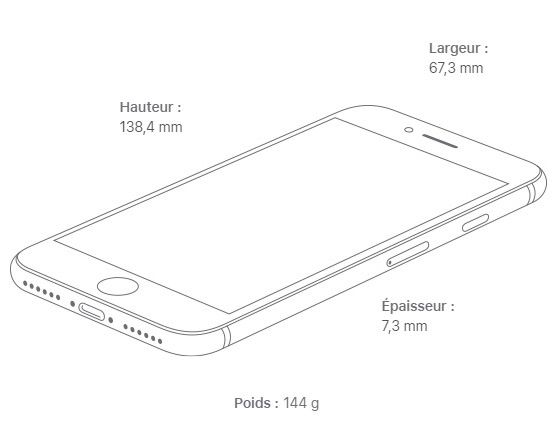 Largeur :
67,3 mm
Hauteur :
138,4 mm
Épaisseur :
7,3 mm
Poids : 144 g